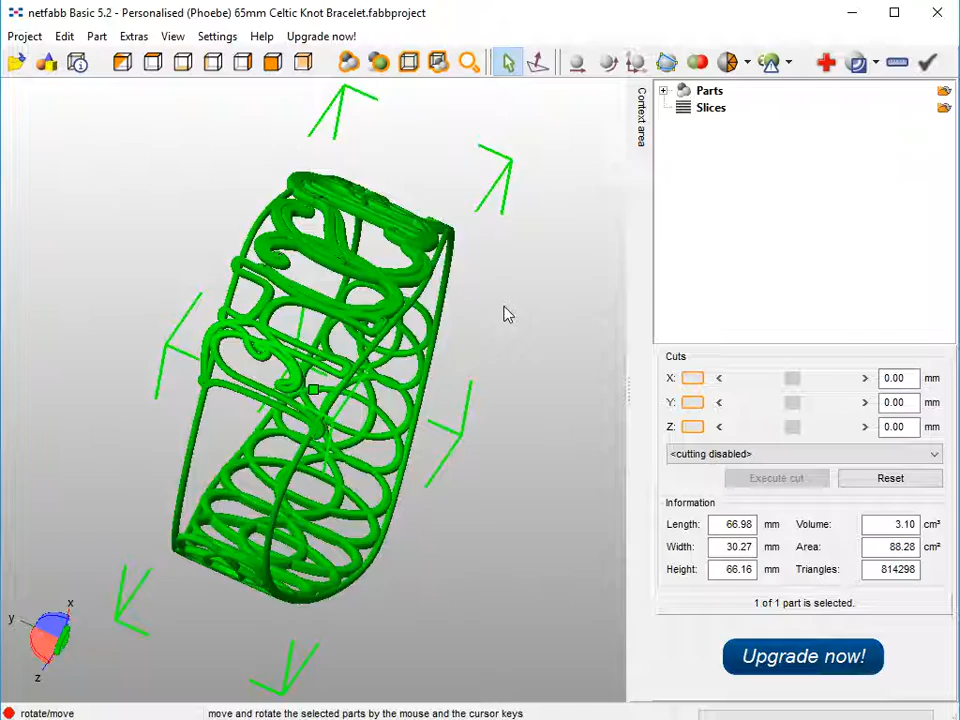 netfabb Basic 5.2 - Personalised (Phoebe) 65mm Celtic Knot Bracelet.fabbproject
Project Edit Part Extras View Settings Help Upgrade now!
Context area
Parts
Slices
Cuts
X: < > 0.00 mm
Y: < > 0.00 mm
Z: < > 0.00 mm
<cutting disabled>
Execute cut Reset
Information
Length: 66.98 mm Volume: 3.10 cm³
Width: 30.27 mm Area: 88.28 cm²
Height: 66.16 mm Triangles: 814298
1 of 1 part is selected.
Upgrade now!
x
y
z
rotate/move move and rotate the selected parts by the mouse and the cursor keys